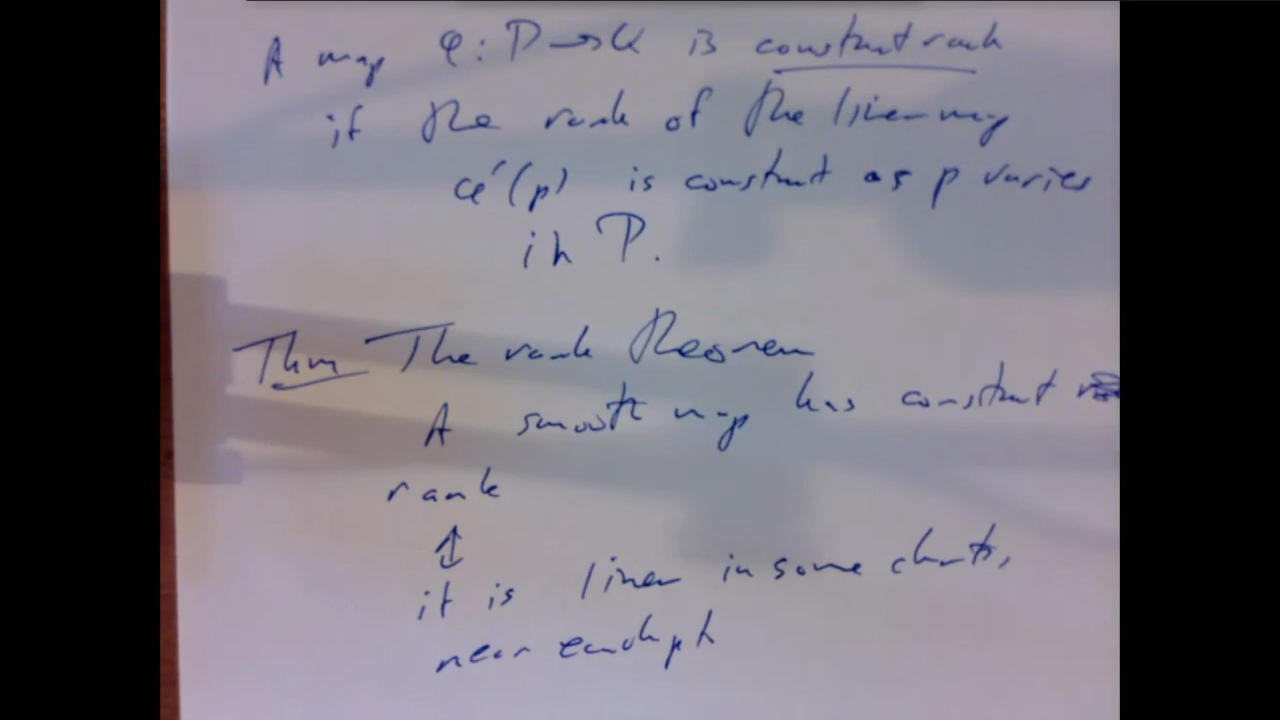 A map φ: P → Q is constant rank
if the rank of the linear map
φ'(p) is constant as p varies
in P.
Thm The rank theorem
A smooth map has constant
rank
↕
it is linear in some charts,
near each pt